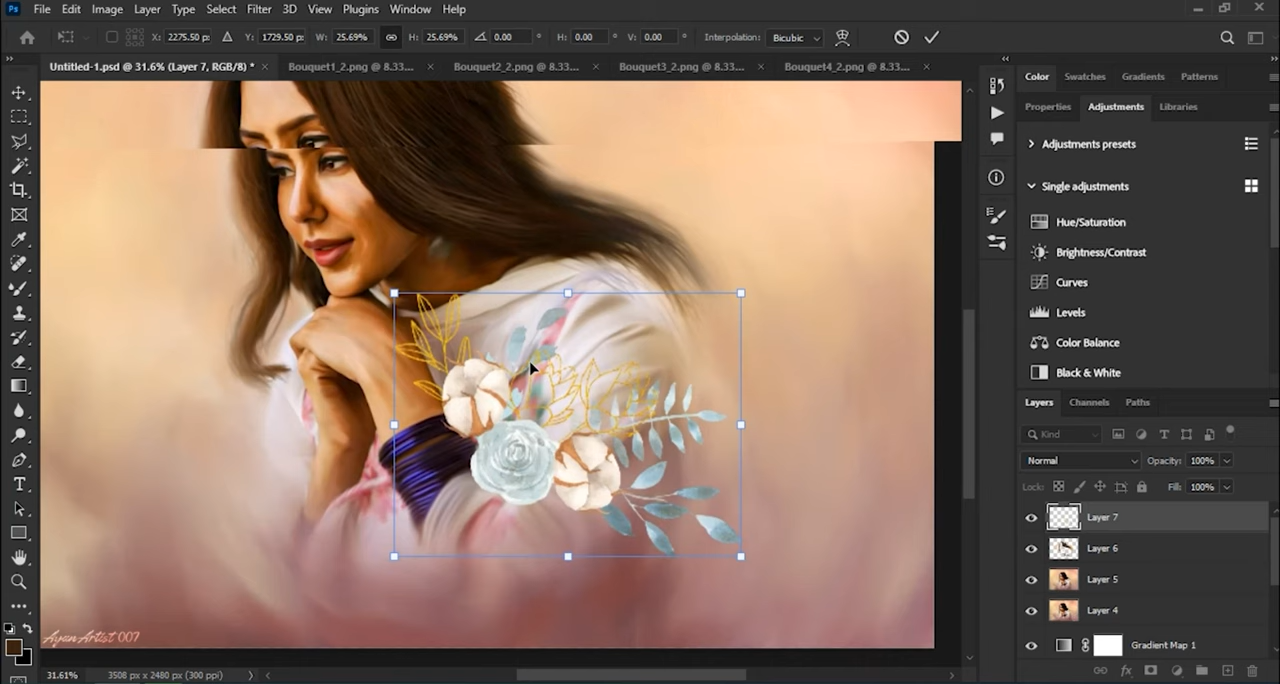 Ps File Edit Image Layer Type Select Filter 3D View Plugins Window Help
X: 2275.50 p: Y: 1729.50 p: W: 25.69% H: 25.69% 0.00 ° H: 0.00 ° V: 0.00 ° Interpolation: Bicubic
Untitled-1.psd @ 31.6% (Layer 7, RGB/8) * × Bouquet1_2.png @ 8.33... × Bouquet2_2.png @ 8.33... × Bouquet3_2.png @ 8.33... × Bouquet4_2.png @ 8.33... ×
Color Swatches Gradients Patterns
Properties Adjustments Libraries
Adjustments presets
Single adjustments
Hue/Saturation
Brightness/Contrast
Curves
Levels
Color Balance
Black & White
Layers Channels Paths
Kind
Normal Opacity: 100%
Lock: Fill: 100%
Layer 7
Layer 6
Layer 5
Layer 4
Gradient Map 1
AyanArtist 007
31.61% 3508 px x 2480 px (300 ppi)